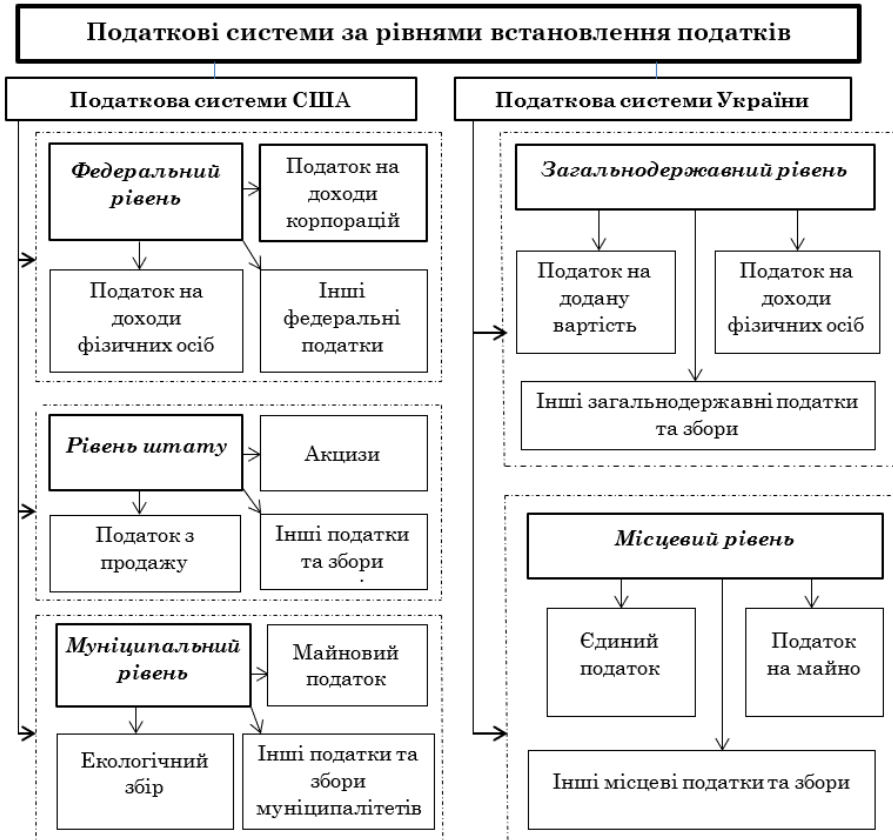 Податкові системи за рівнями встановлення податків
Податкова системи США
Федеральний
рівень
Податок на
доходи
корпорацій
Податок на
доходи
фізичних осіб
Інші
федеральні
податки
Рівень штату
Акцизи
Податок з
продажу
Інші податки
та збори
Муніципальний
рівень
Майновий
податок
Екологічний
збір
Інші податки та
збори
муніципалітетів
Податкова системи України
Загальнодержавний рівень
Податок на
додану
вартість
Податок на
доходи
фізичних осіб
Інші загальнодержавні податки
та збори
Місцевий рівень
Єдиний
податок
Податок
на майно
Інші місцеві податки та збори